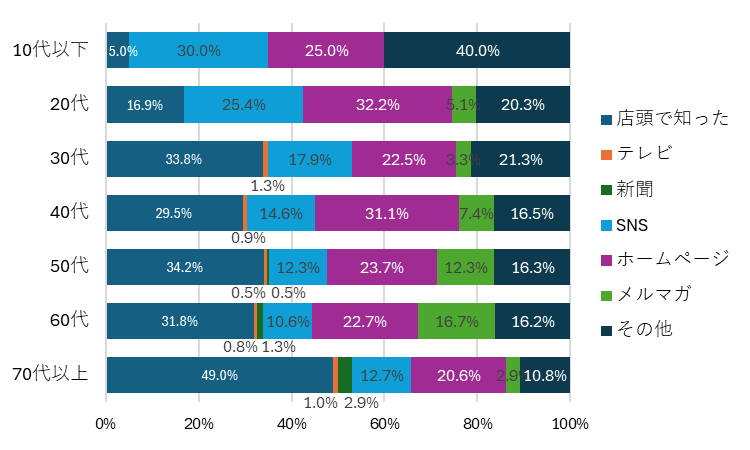 10代以下 5.0% 30.0% 25.0% 40.0%
20代 16.9% 25.4% 32.2% 5.1% 20.3%
30代 33.8% 17.9% 22.5% 3.3% 21.3%
1.3%
40代 29.5% 14.6% 31.1% 7.4% 16.5%
0.9%
50代 34.2% 12.3% 23.7% 12.3% 16.3%
0.5% 0.5%
60代 31.8% 10.6% 22.7% 16.7% 16.2%
0.8% 1.3%
70代以上 49.0% 12.7% 20.6% 2.9% 10.8%
1.0% 2.9%
0% 20% 40% 60% 80% 100%
店頭で知った
テレビ
新聞
SNS
ホームページ
メルマガ
その他